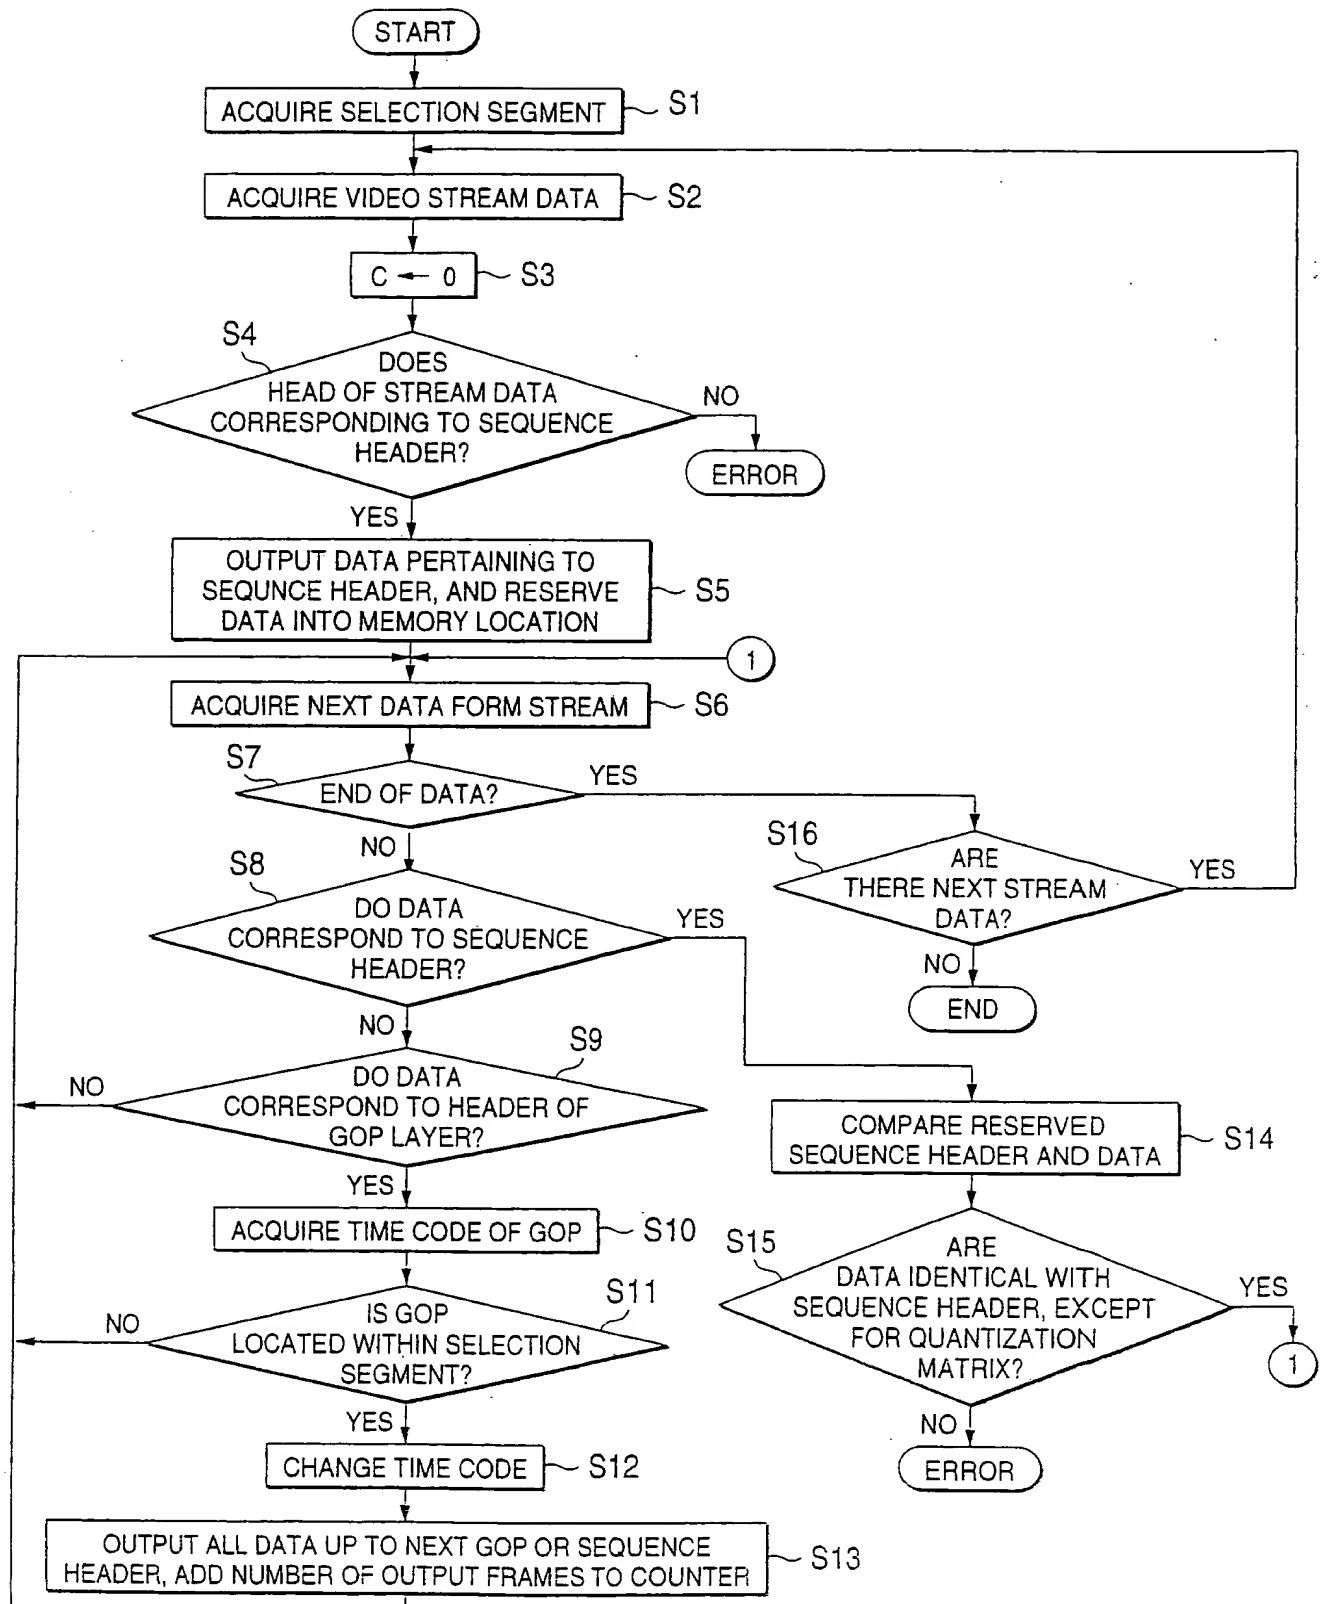 START
ACQUIRE SELECTION SEGMENT
S1
ACQUIRE VIDEO STREAM DATA
S2
C ← 0
S3
S4
DOES
HEAD OF STREAM DATA
CORRESPONDING TO SEQUENCE
HEADER?
NO
ERROR
YES
OUTPUT DATA PERTAINING TO
SEQUNCE HEADER, AND RESERVE
DATA INTO MEMORY LOCATION
S5
1
ACQUIRE NEXT DATA FORM STREAM
S6
S7
END OF DATA?
YES
NO
S16
ARE
THERE NEXT STREAM
DATA?
YES
NO
END
S8
DO DATA
CORRESPOND TO SEQUENCE
HEADER?
YES
NO
S9
DO DATA
CORRESPOND TO HEADER OF
GOP LAYER?
NO
YES
COMPARE RESERVED
SEQUENCE HEADER AND DATA
S14
ACQUIRE TIME CODE OF GOP
S10
S15
ARE
DATA IDENTICAL WITH
SEQUENCE HEADER, EXCEPT
FOR QUANTIZATION
MATRIX?
YES
1
NO
ERROR
S11
IS GOP
LOCATED WITHIN SELECTION
SEGMENT?
NO
YES
CHANGE TIME CODE
S12
OUTPUT ALL DATA UP TO NEXT GOP OR SEQUENCE
HEADER, ADD NUMBER OF OUTPUT FRAMES TO COUNTER
S13